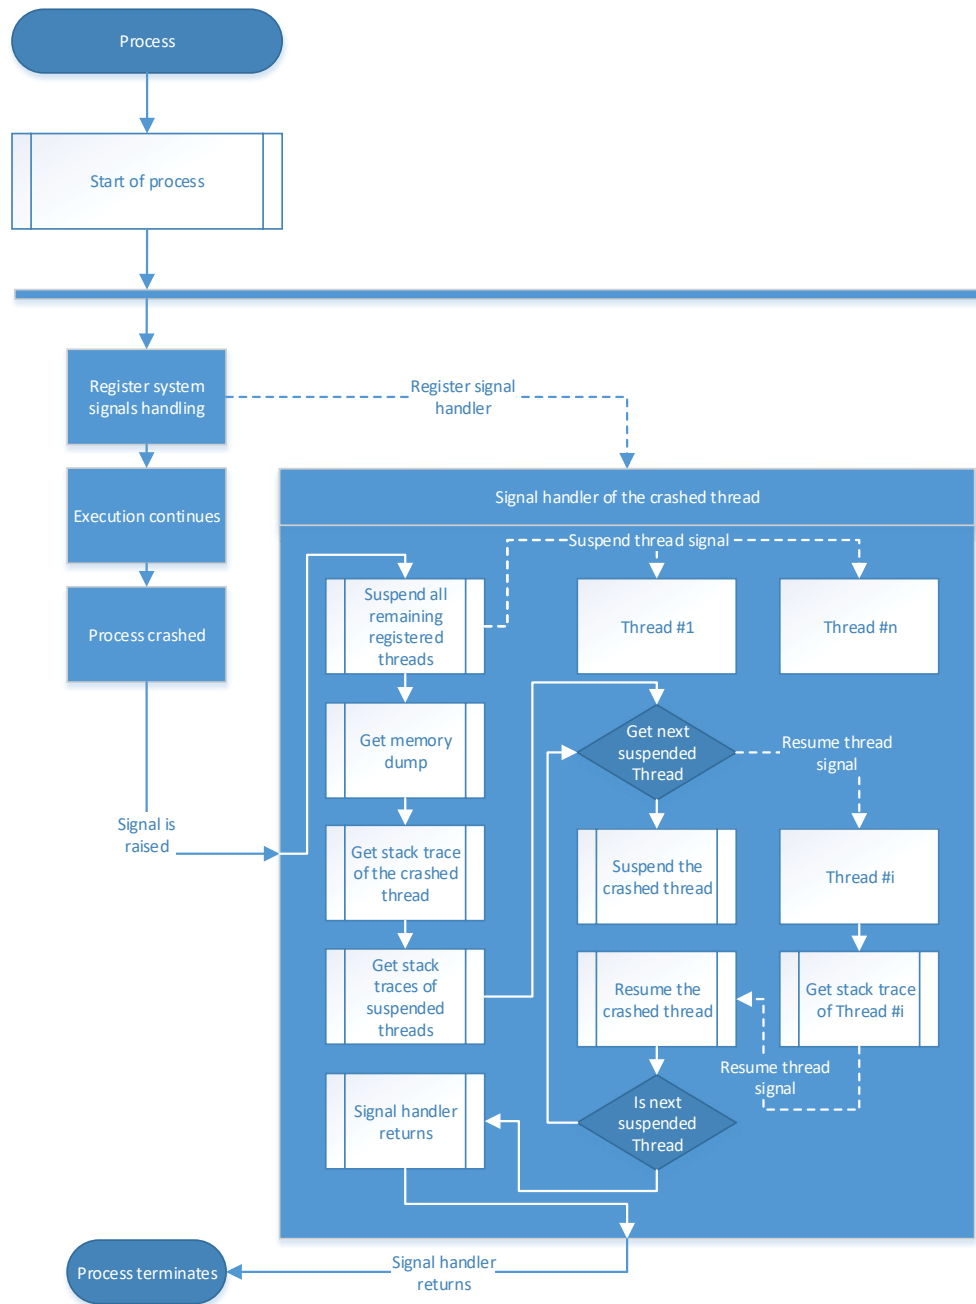 Process
Start of process
Register system
signals handling
Register signal
handler
Execution continues
Process crashed
Signal is
raised
Signal handler of the crashed thread
Suspend thread signal
Suspend all
remaining
registered
threads
Thread #1
Thread #n
Get memory
dump
Get next
suspended
Thread
Resume thread
signal
Get stack trace
of the crashed
thread
Suspend the
crashed thread
Thread #i
Get stack
traces of
suspended
threads
Resume the
crashed thread
Get stack trace
of Thread #i
Resume thread
signal
Signal handler
returns
Is next
suspended
Thread
Signal handler
returns
Process terminates